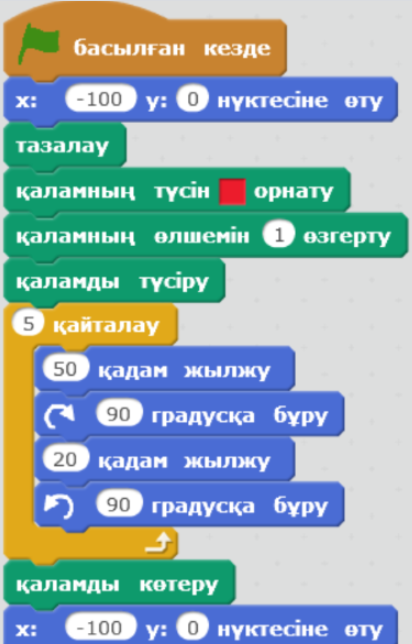 басылған кезде
x: -100 y: 0 нүктесіне өту
тазалау
қаламның түсін орнату
қаламның өлшемін 1 өзгерту
қаламды түсіру
5 қайталау
50 қадам жылжу
90 градусқа бұру
20 қадам жылжу
90 градусқа бұру
қаламды көтеру
x: -100 y: 0 нүктесіне өту